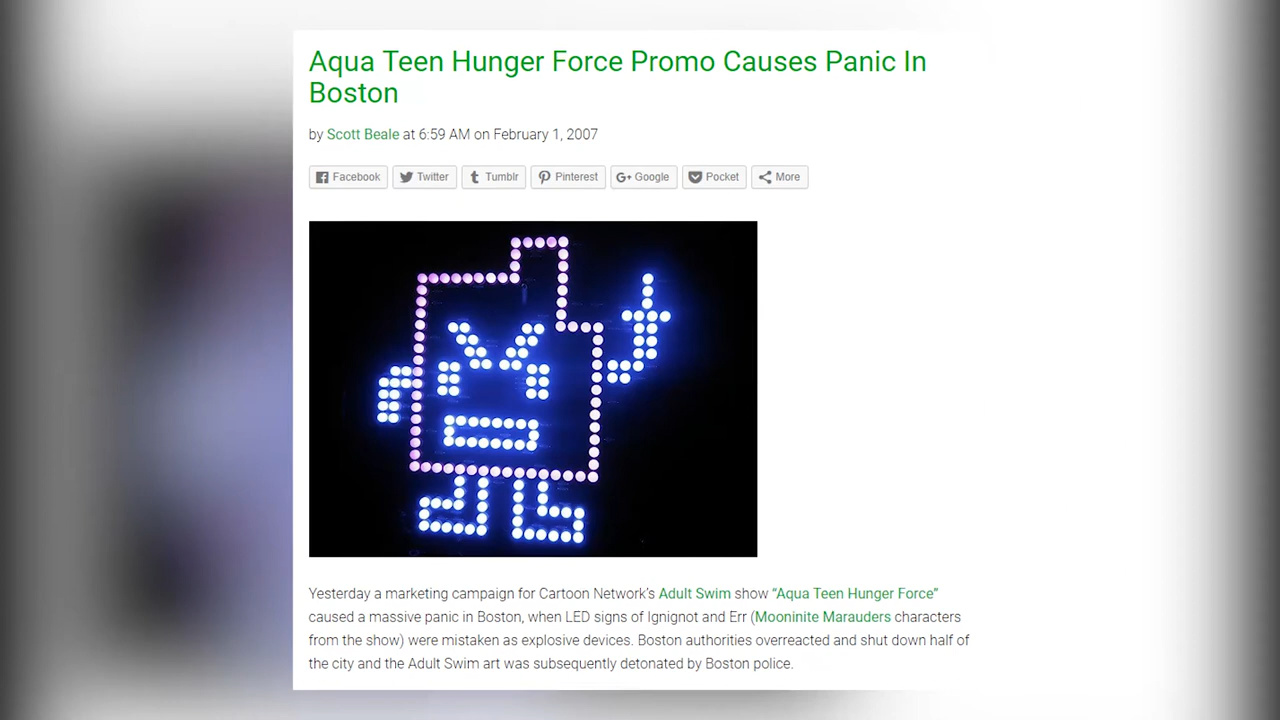 Aqua Teen Hunger Force Promo Causes Panic In
Boston
by Scott Beale at 6:59 AM on February 1, 2007
Facebook Twitter Tumblr Pinterest Google Pocket More
Yesterday a marketing campaign for Cartoon Network's Adult Swim show "Aqua Teen Hunger Force"
caused a massive panic in Boston, when LED signs of Ignignot and Err (Mooninite Marauders characters
from the show) were mistaken as explosive devices. Boston authorities overreacted and shut down half of
the city and the Adult Swim art was subsequently detonated by Boston police.